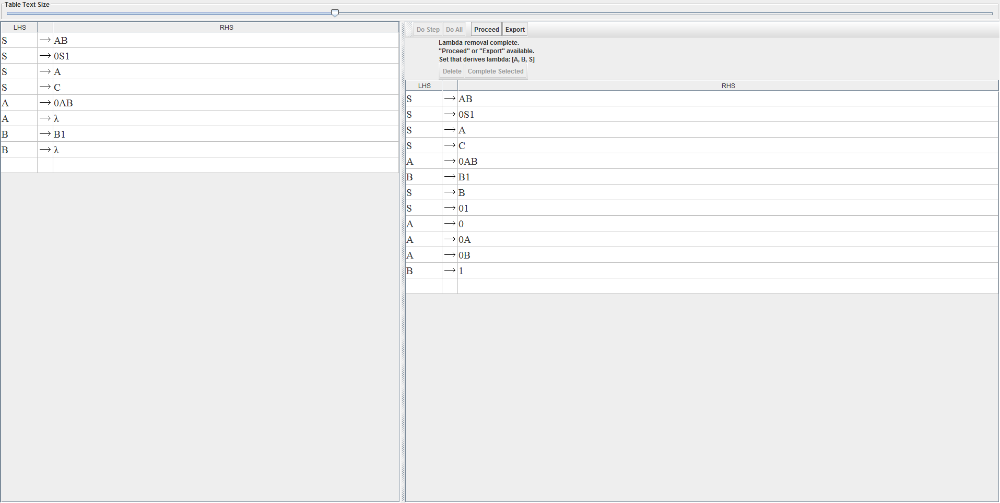 Table Text Size
LHS RHS
S → AB
S → 0S1
S → A
S → C
A → 0AB
A → λ
B → B1
B → λ
Do Step Do All Proceed Export
Lambda removal complete.
"Proceed" or "Export" available.
Set that derives lambda: [A, B, S]
Delete Complete Selected
LHS RHS
S → AB
S → 0S1
S → A
S → C
A → 0AB
B → B1
S → B
S → 01
A → 0
A → 0A
A → 0B
B → 1